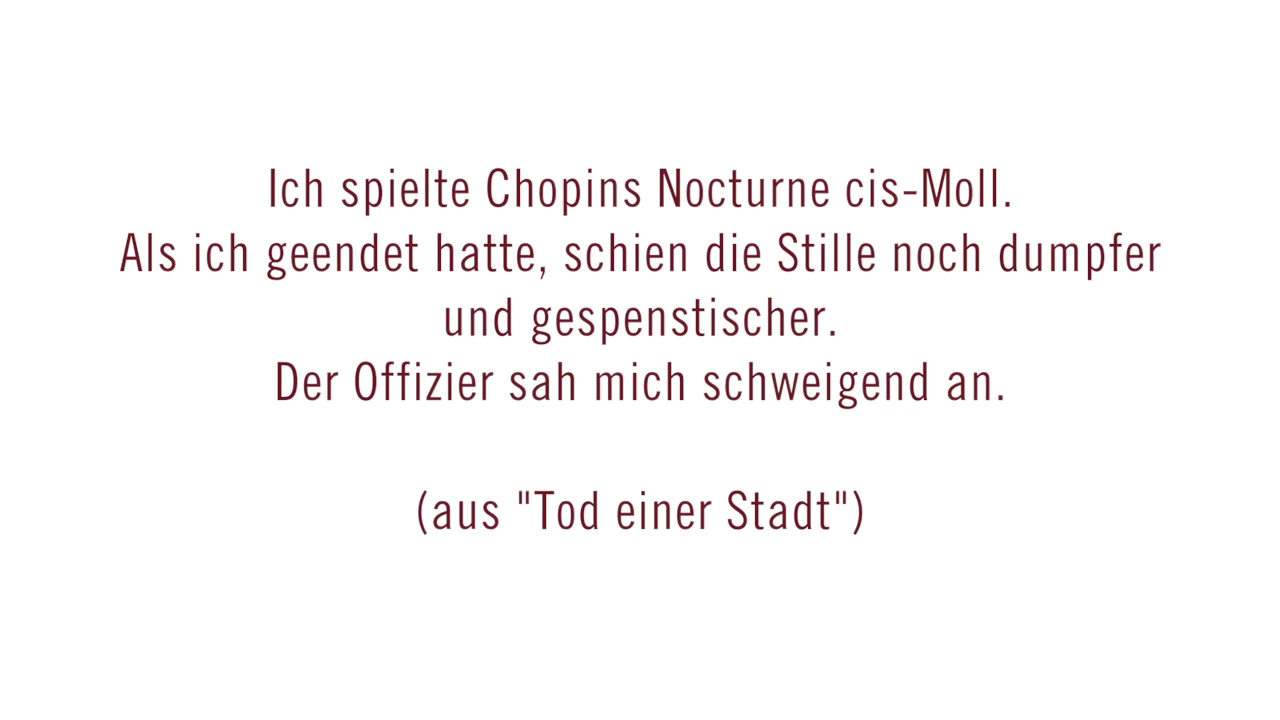 Ich spielte Chopins Nocturne cis-Moll.
Als ich geendet hatte, schien die Stille noch dumpfer
und gespenstischer.
Der Offizier sah mich schweigend an.
(aus "Tod einer Stadt")